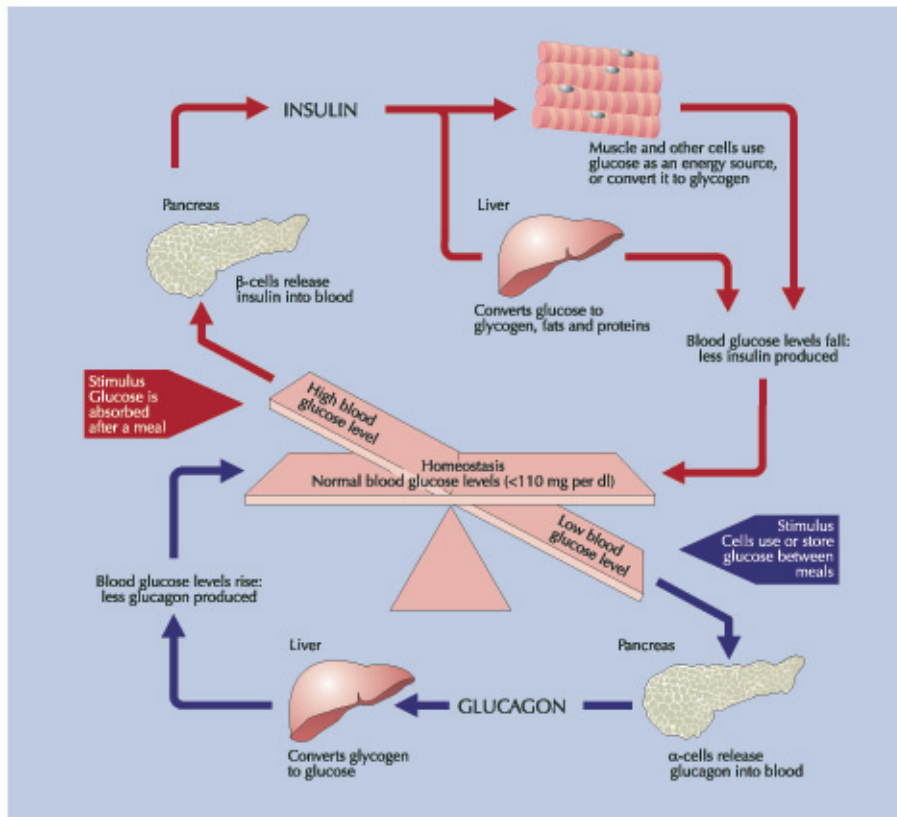 INSULIN
Muscle and other cells use
glucose as an energy source,
or convert it to glycogen
Pancreas
Liver
β-cells release
insulin into blood
Converts glucose to
glycogen, fats and proteins
Blood glucose levels fall:
less insulin produced
Stimulus
Glucose is
absorbed
after a meal
High blood
glucose level
Homeostasis
Normal blood glucose levels (<110 mg per dl)
Low blood
glucose level
Stimulus
Cells use or store
glucose between
meals
Blood glucose levels rise:
less glucagon produced
Liver
Pancreas
GLUCAGON
Converts glycogen
to glucose
α-cells release
glucagon into blood